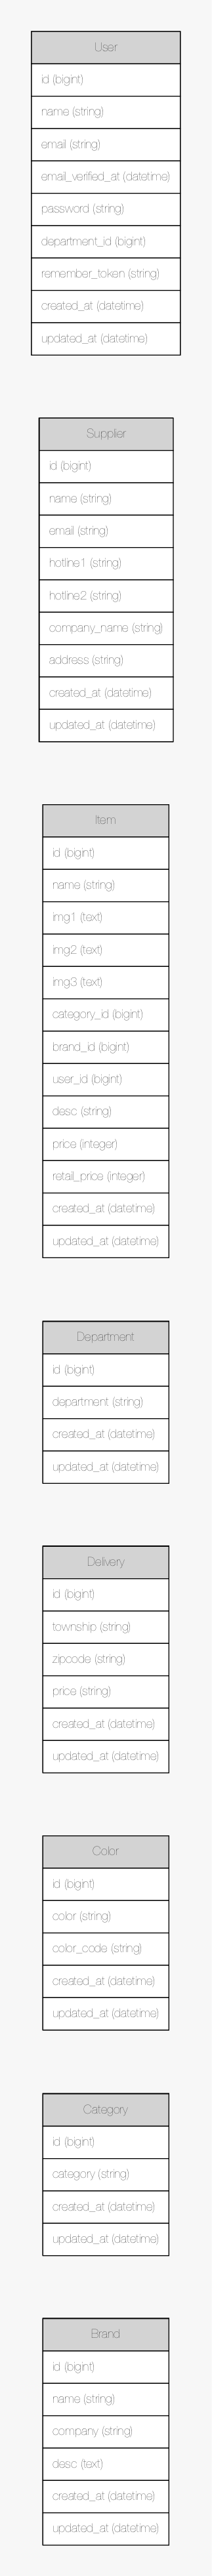 User
id (bigint)
name (string)
email (string)
email_verified_at (datetime)
password (string)
department_id (bigint)
remember_token (string)
created_at (datetime)
updated_at (datetime)
Supplier
id (bigint)
name (string)
email (string)
hotline1 (string)
hotline2 (string)
company_name (string)
address (string)
created_at (datetime)
updated_at (datetime)
Item
id (bigint)
name (string)
img1 (text)
img2 (text)
img3 (text)
category_id (bigint)
brand_id (bigint)
user_id (bigint)
desc (string)
price (integer)
retail_price (integer)
created_at (datetime)
updated_at (datetime)
Department
id (bigint)
department (string)
created_at (datetime)
updated_at (datetime)
Delivery
id (bigint)
township (string)
zipcode (string)
price (string)
created_at (datetime)
updated_at (datetime)
Color
id (bigint)
color (string)
color_code (string)
created_at (datetime)
updated_at (datetime)
Category
id (bigint)
category (string)
created_at (datetime)
updated_at (datetime)
Brand
id (bigint)
name (string)
company (string)
desc (text)
created_at (datetime)
updated_at (datetime)